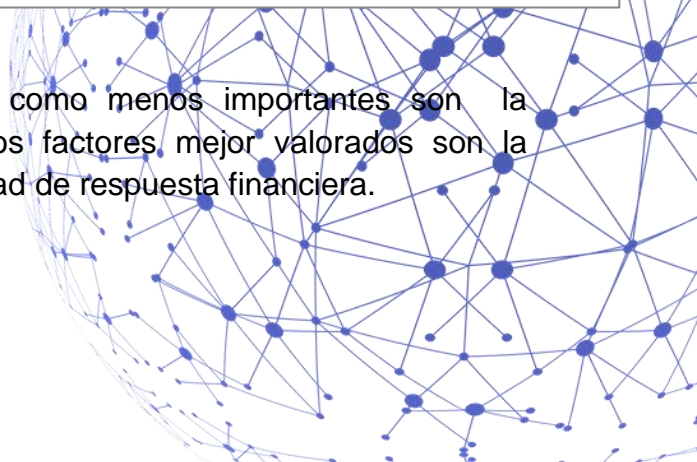 como menos importantes son la
os factores mejor valorados son la
ad de respuesta financiera.